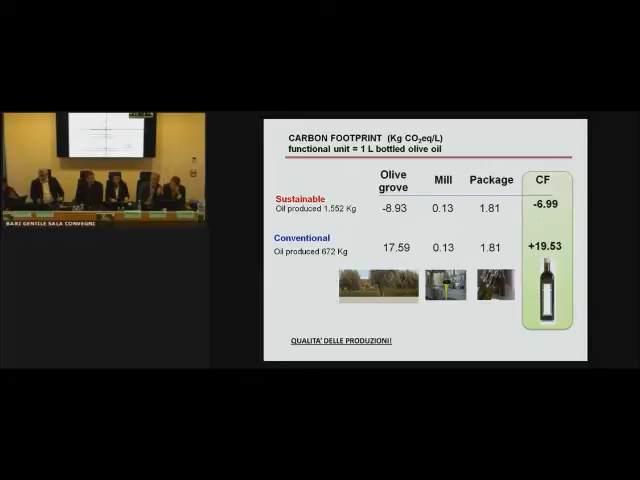 BARI GENTILE SALA CONVEGNI
CARBON FOOTPRINT (Kg CO₂eq/L)
functional unit = 1 L bottled olive oil
Olive grove Mill Package CF
Sustainable
Oil produced 1,552 Kg -8.93 0.13 1.81 -6.99
Conventional
Oil produced 672 Kg 17.59 0.13 1.81 +19.53
QUALITA' DELLE PRODUZIONI!